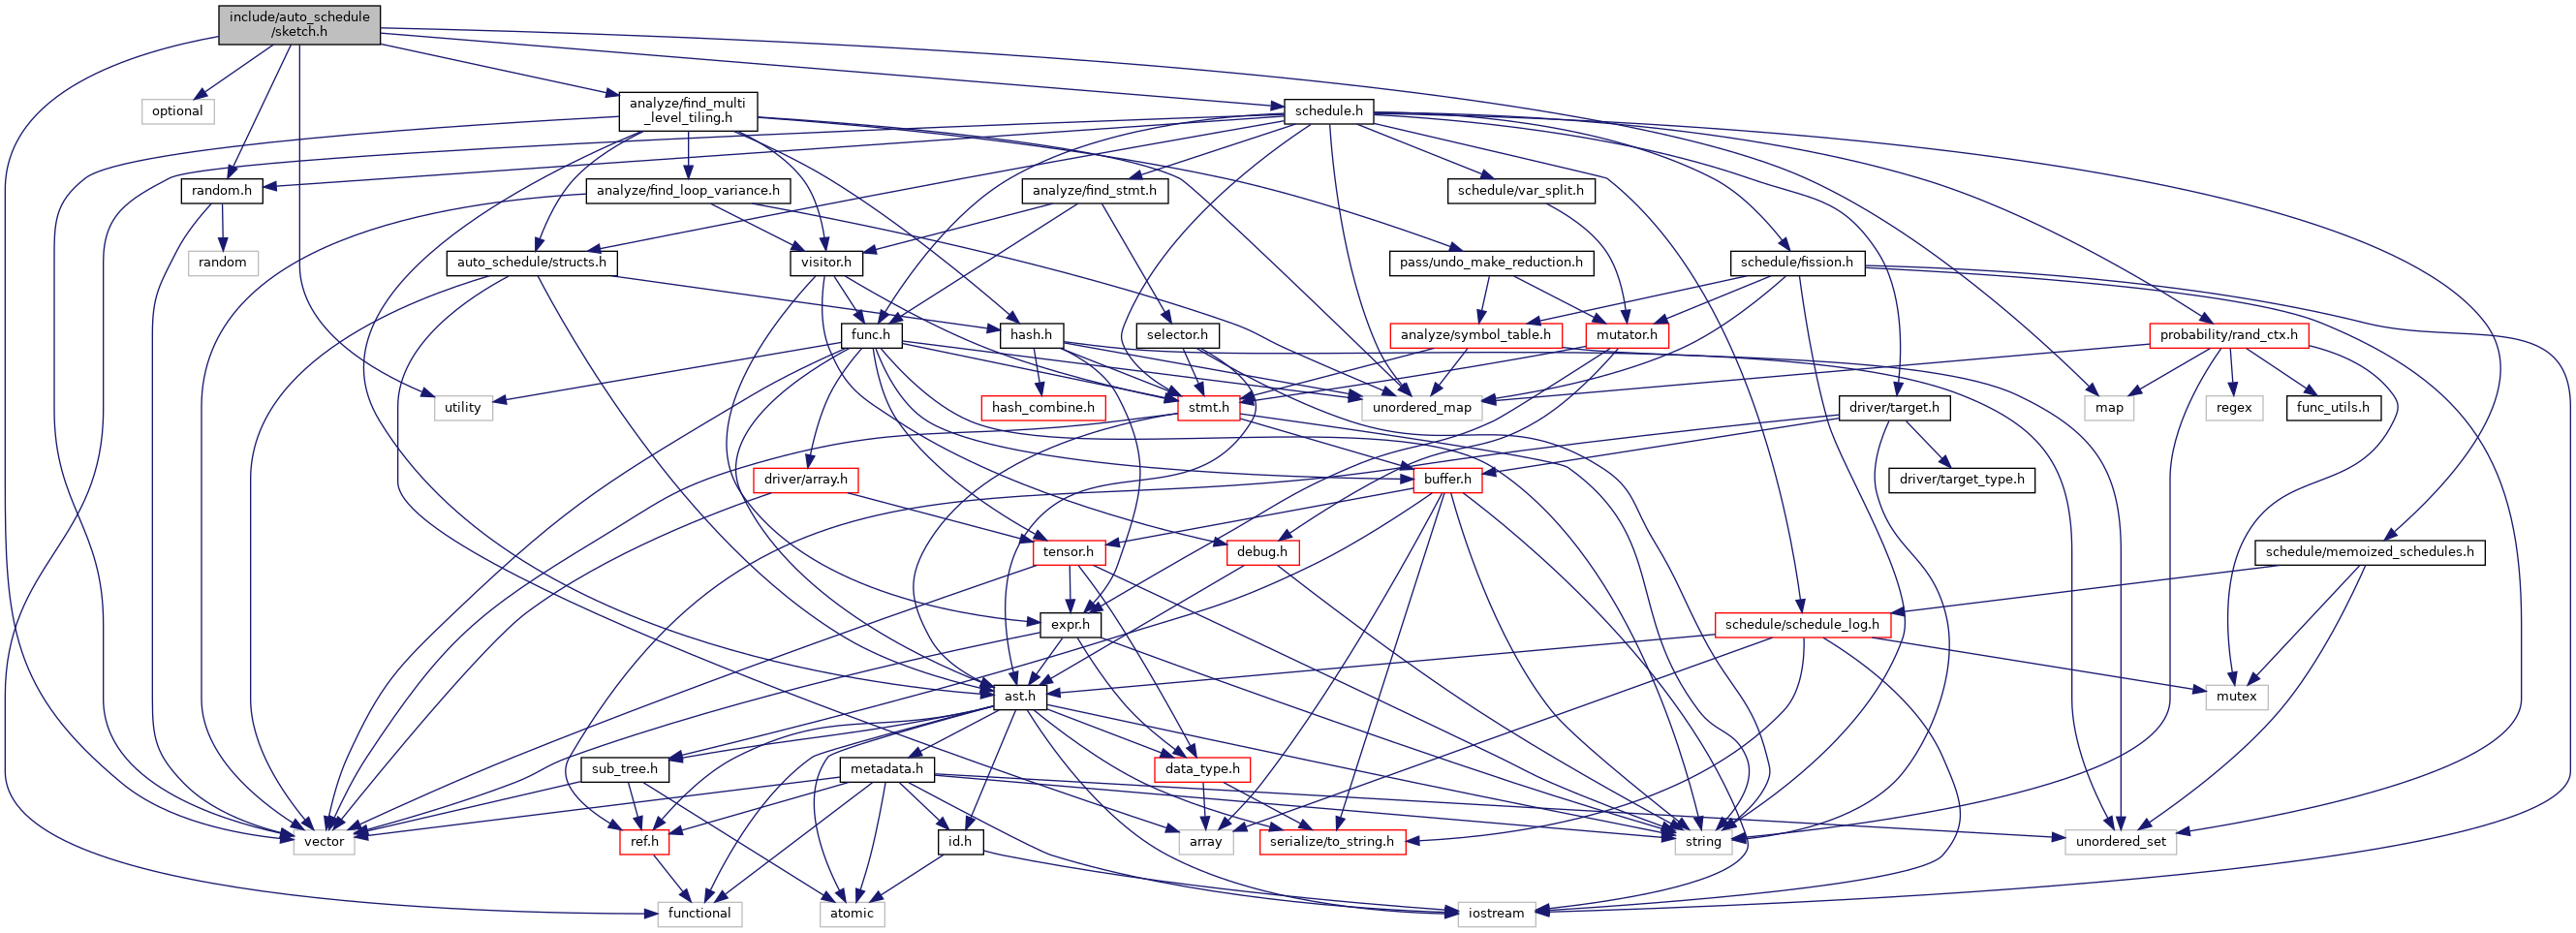 include/auto_schedule
/sketch.h
optional
analyze/find_multi
_level_tiling.h
schedule.h
random.h
analyze/find_loop_variance.h
analyze/find_stmt.h
schedule/var_split.h
random
auto_schedule/structs.h
visitor.h
pass/undo_make_reduction.h
schedule/fission.h
func.h
hash.h
selector.h
analyze/symbol_table.h
mutator.h
probability/rand_ctx.h
utility
hash_combine.h
stmt.h
unordered_map
driver/target.h
map
regex
func_utils.h
driver/array.h
buffer.h
driver/target_type.h
tensor.h
debug.h
schedule/memoized_schedules.h
expr.h
schedule/schedule_log.h
ast.h
mutex
sub_tree.h
metadata.h
data_type.h
vector
ref.h
id.h
array
serialize/to_string.h
string
unordered_set
functional
atomic
iostream